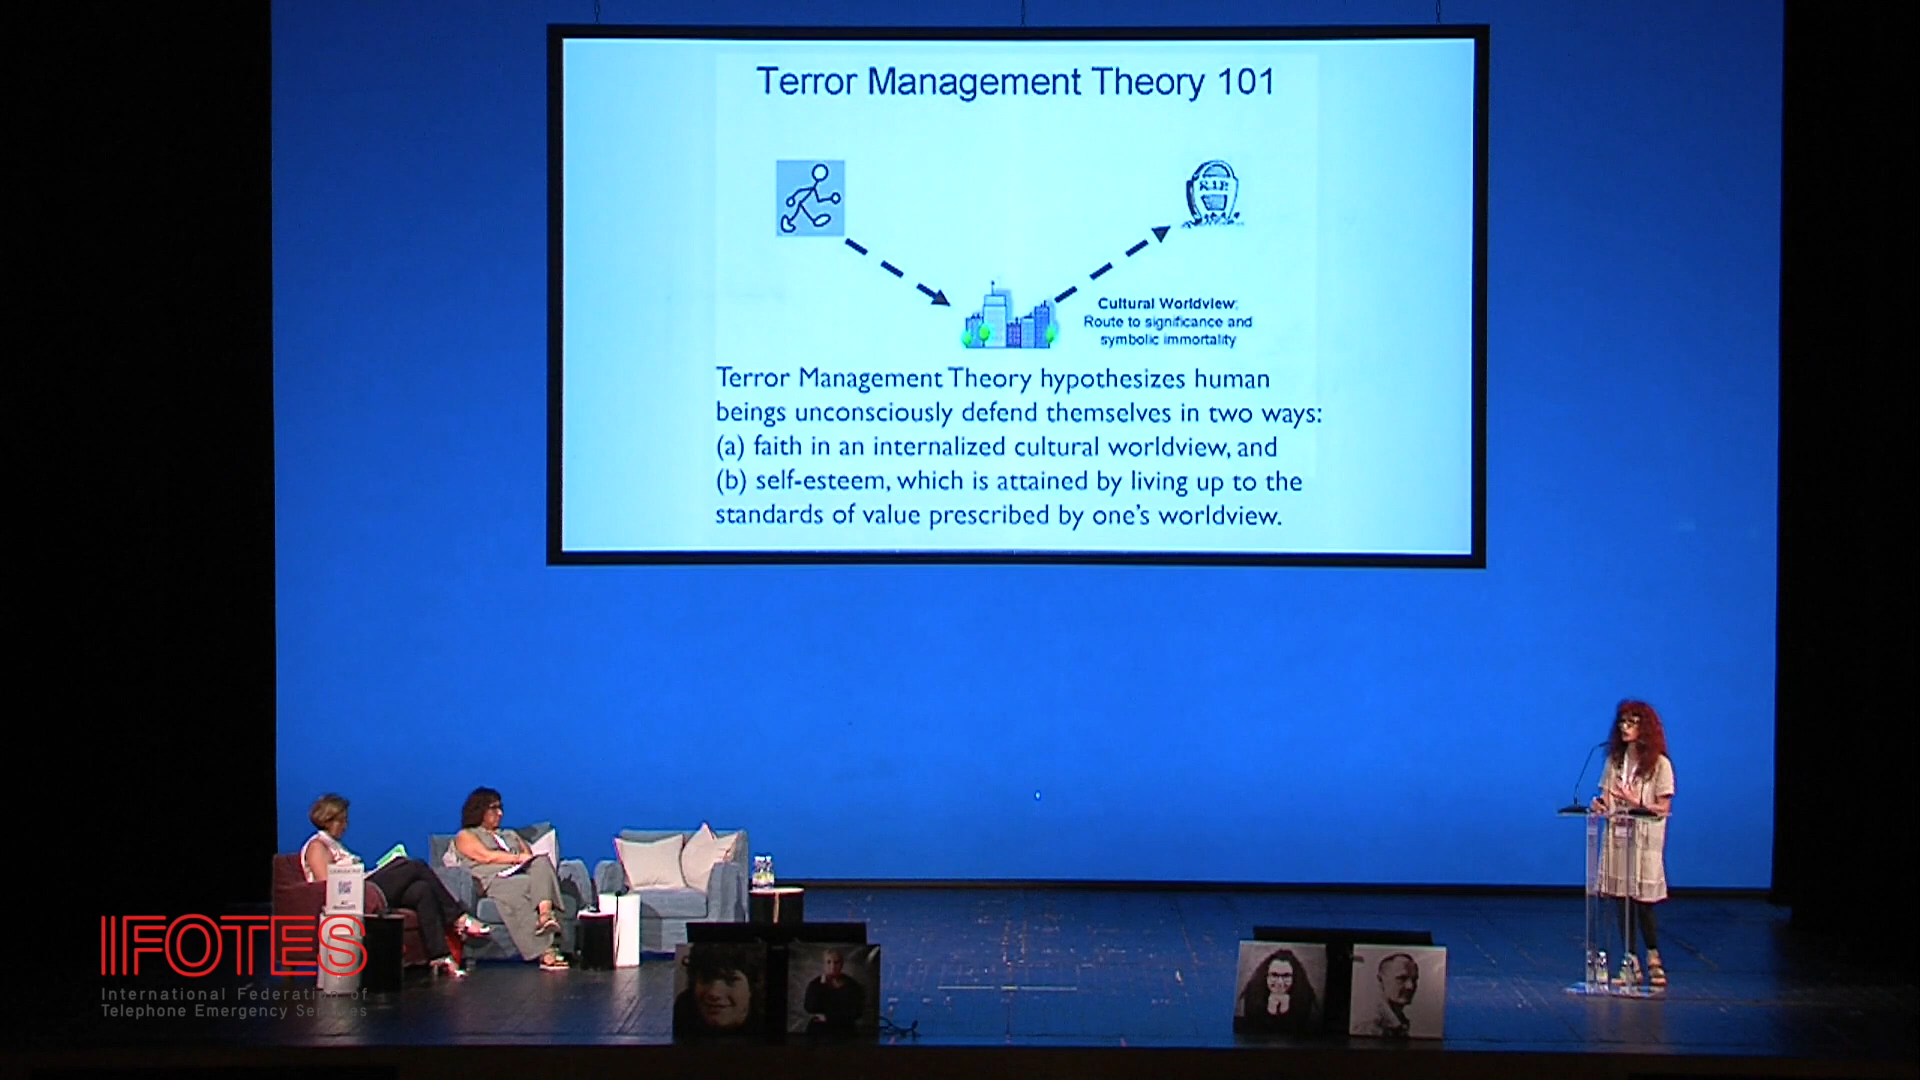 Terror Management Theory 101
R.I.P.
Cultural Worldview:
Route to significance and
symbolic immortality
Terror Management Theory hypothesizes human
beings unconsciously defend themselves in two ways:
(a) faith in an internalized cultural worldview, and
(b) self-esteem, which is attained by living up to the
standards of value prescribed by one's worldview.
IFOTES
International Federation of
Telephone Emergency Services